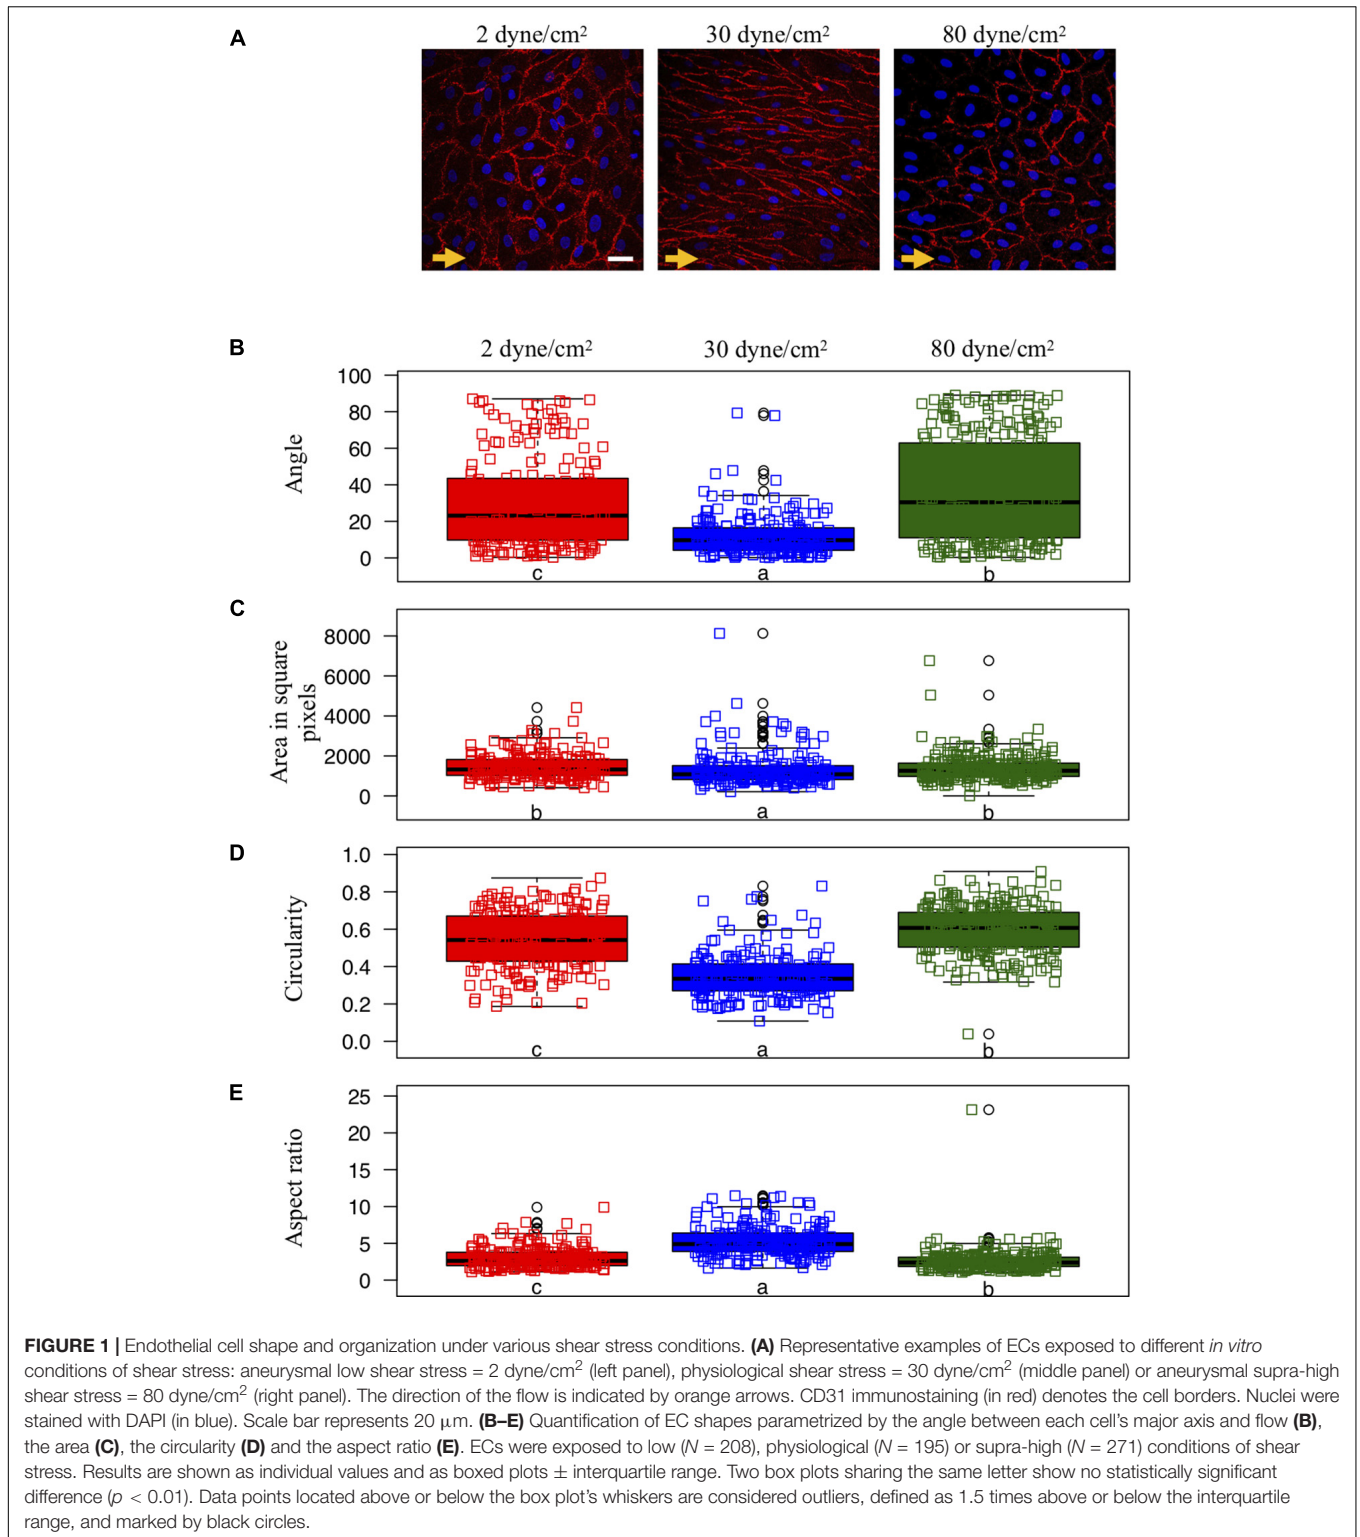 A
2 dyne/cm² 30 dyne/cm² 80 dyne/cm²
B
2 dyne/cm² 30 dyne/cm² 80 dyne/cm²
Angle
100
80
60
40
20
0
c a b
C
Area in square
pixels
8000
6000
4000
2000
0
b a b
D
Circularity
1.0
0.8
0.6
0.4
0.2
0.0
c a b
E
Aspect ratio
25
20
15
10
5
0
c a b
FIGURE 1 | Endothelial cell shape and organization under various shear stress conditions. (A) Representative examples of ECs exposed to different in vitro
conditions of shear stress: aneurysmal low shear stress = 2 dyne/cm² (left panel), physiological shear stress = 30 dyne/cm² (middle panel) or aneurysmal supra-high
shear stress = 80 dyne/cm² (right panel). The direction of the flow is indicated by orange arrows. CD31 immunostaining (in red) denotes the cell borders. Nuclei were
stained with DAPI (in blue). Scale bar represents 20 μm. (B–E) Quantification of EC shapes parametrized by the angle between each cell's major axis and flow (B),
the area (C), the circularity (D) and the aspect ratio (E). ECs were exposed to low (N = 208), physiological (N = 195) or supra-high (N = 271) conditions of shear
stress. Results are shown as individual values and as boxed plots ± interquartile range. Two box plots sharing the same letter show no statistically significant
difference (p < 0.01). Data points located above or below the box plot's whiskers are considered outliers, defined as 1.5 times above or below the interquartile
range, and marked by black circles.